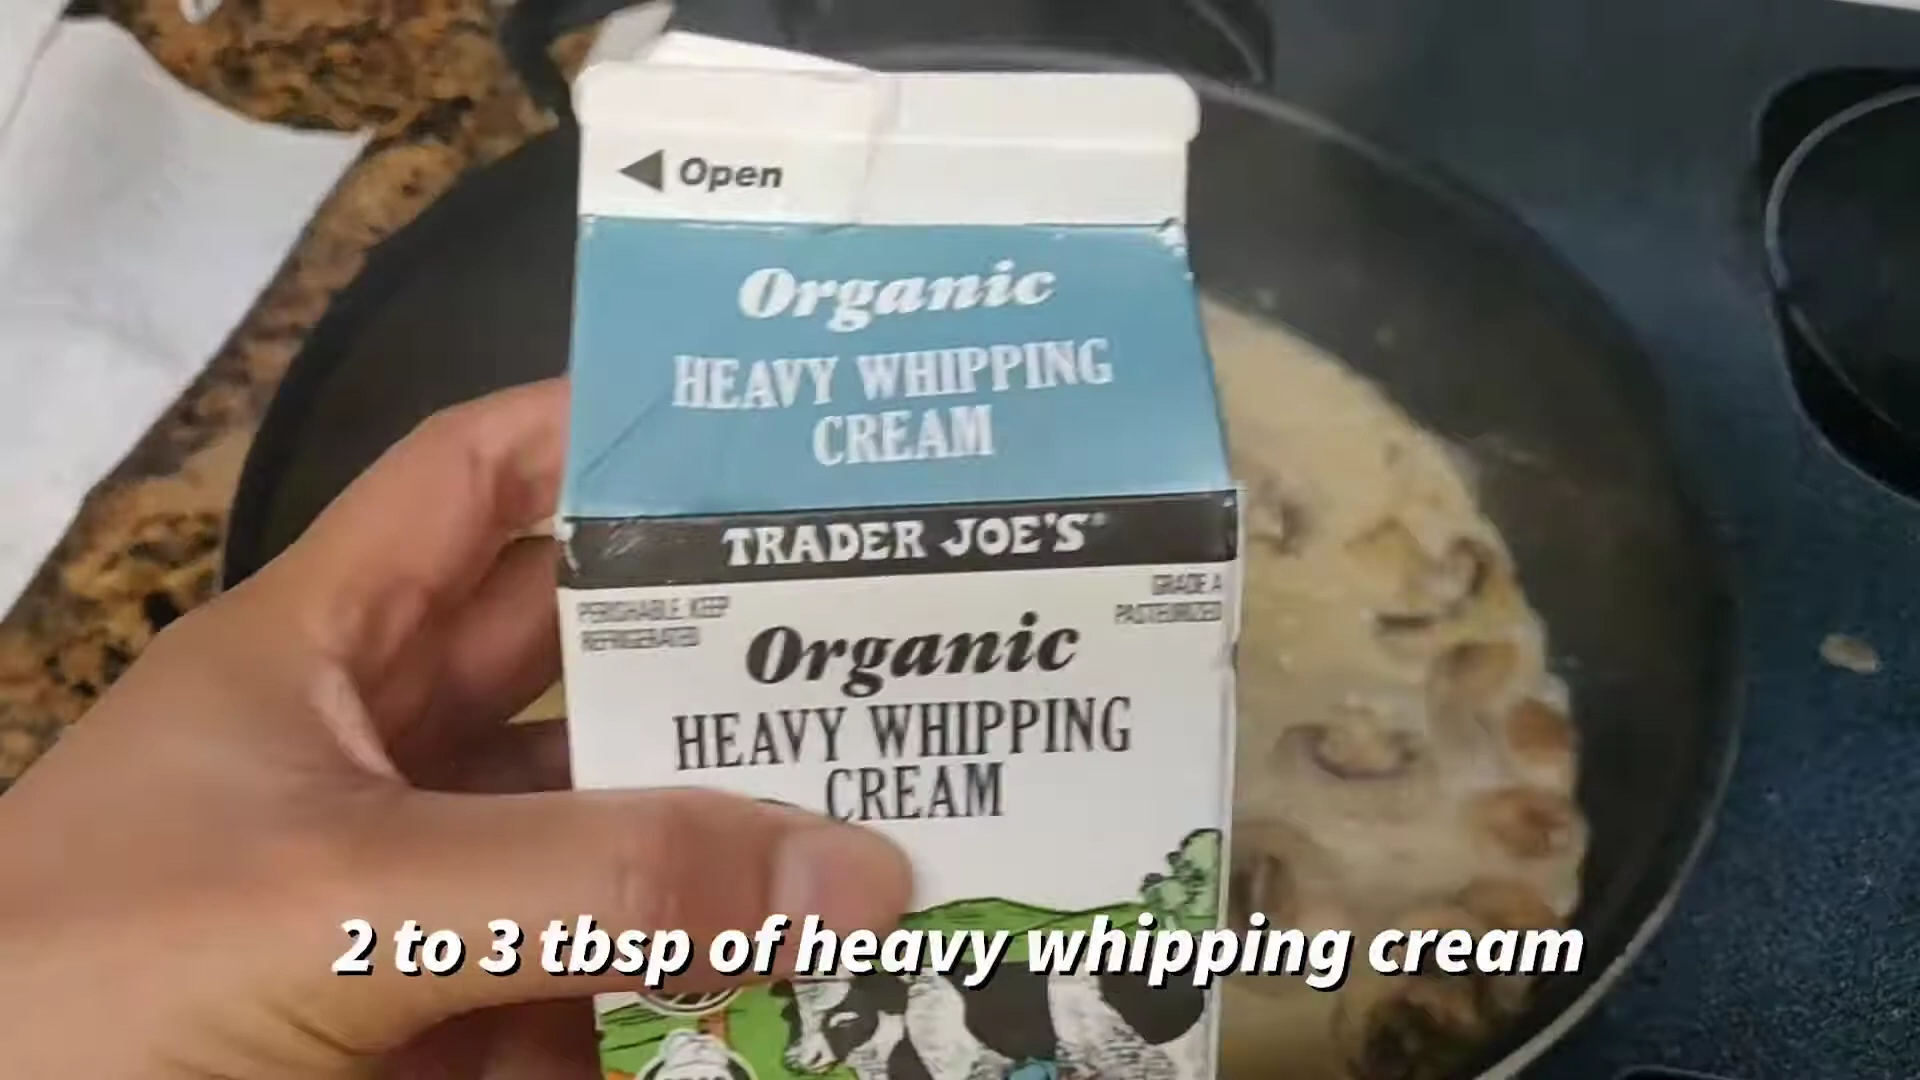 Open
Organic
HEAVY WHIPPING
CREAM
TRADER JOE'S
PERISHABLE. KEEP
REFRIGERATED
GRADE A
PASTEURIZED
Organic
HEAVY WHIPPING
CREAM
2 to 3 tbsp of heavy whipping cream